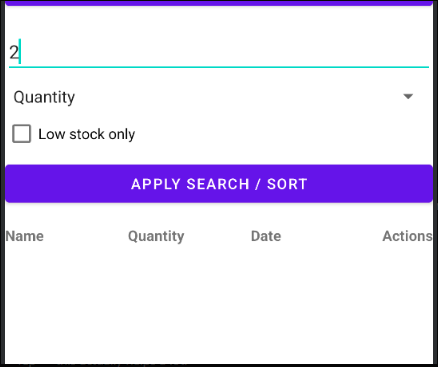 2
Quantity
Low stock only
APPLY SEARCH / SORT
Name Quantity Date Actions